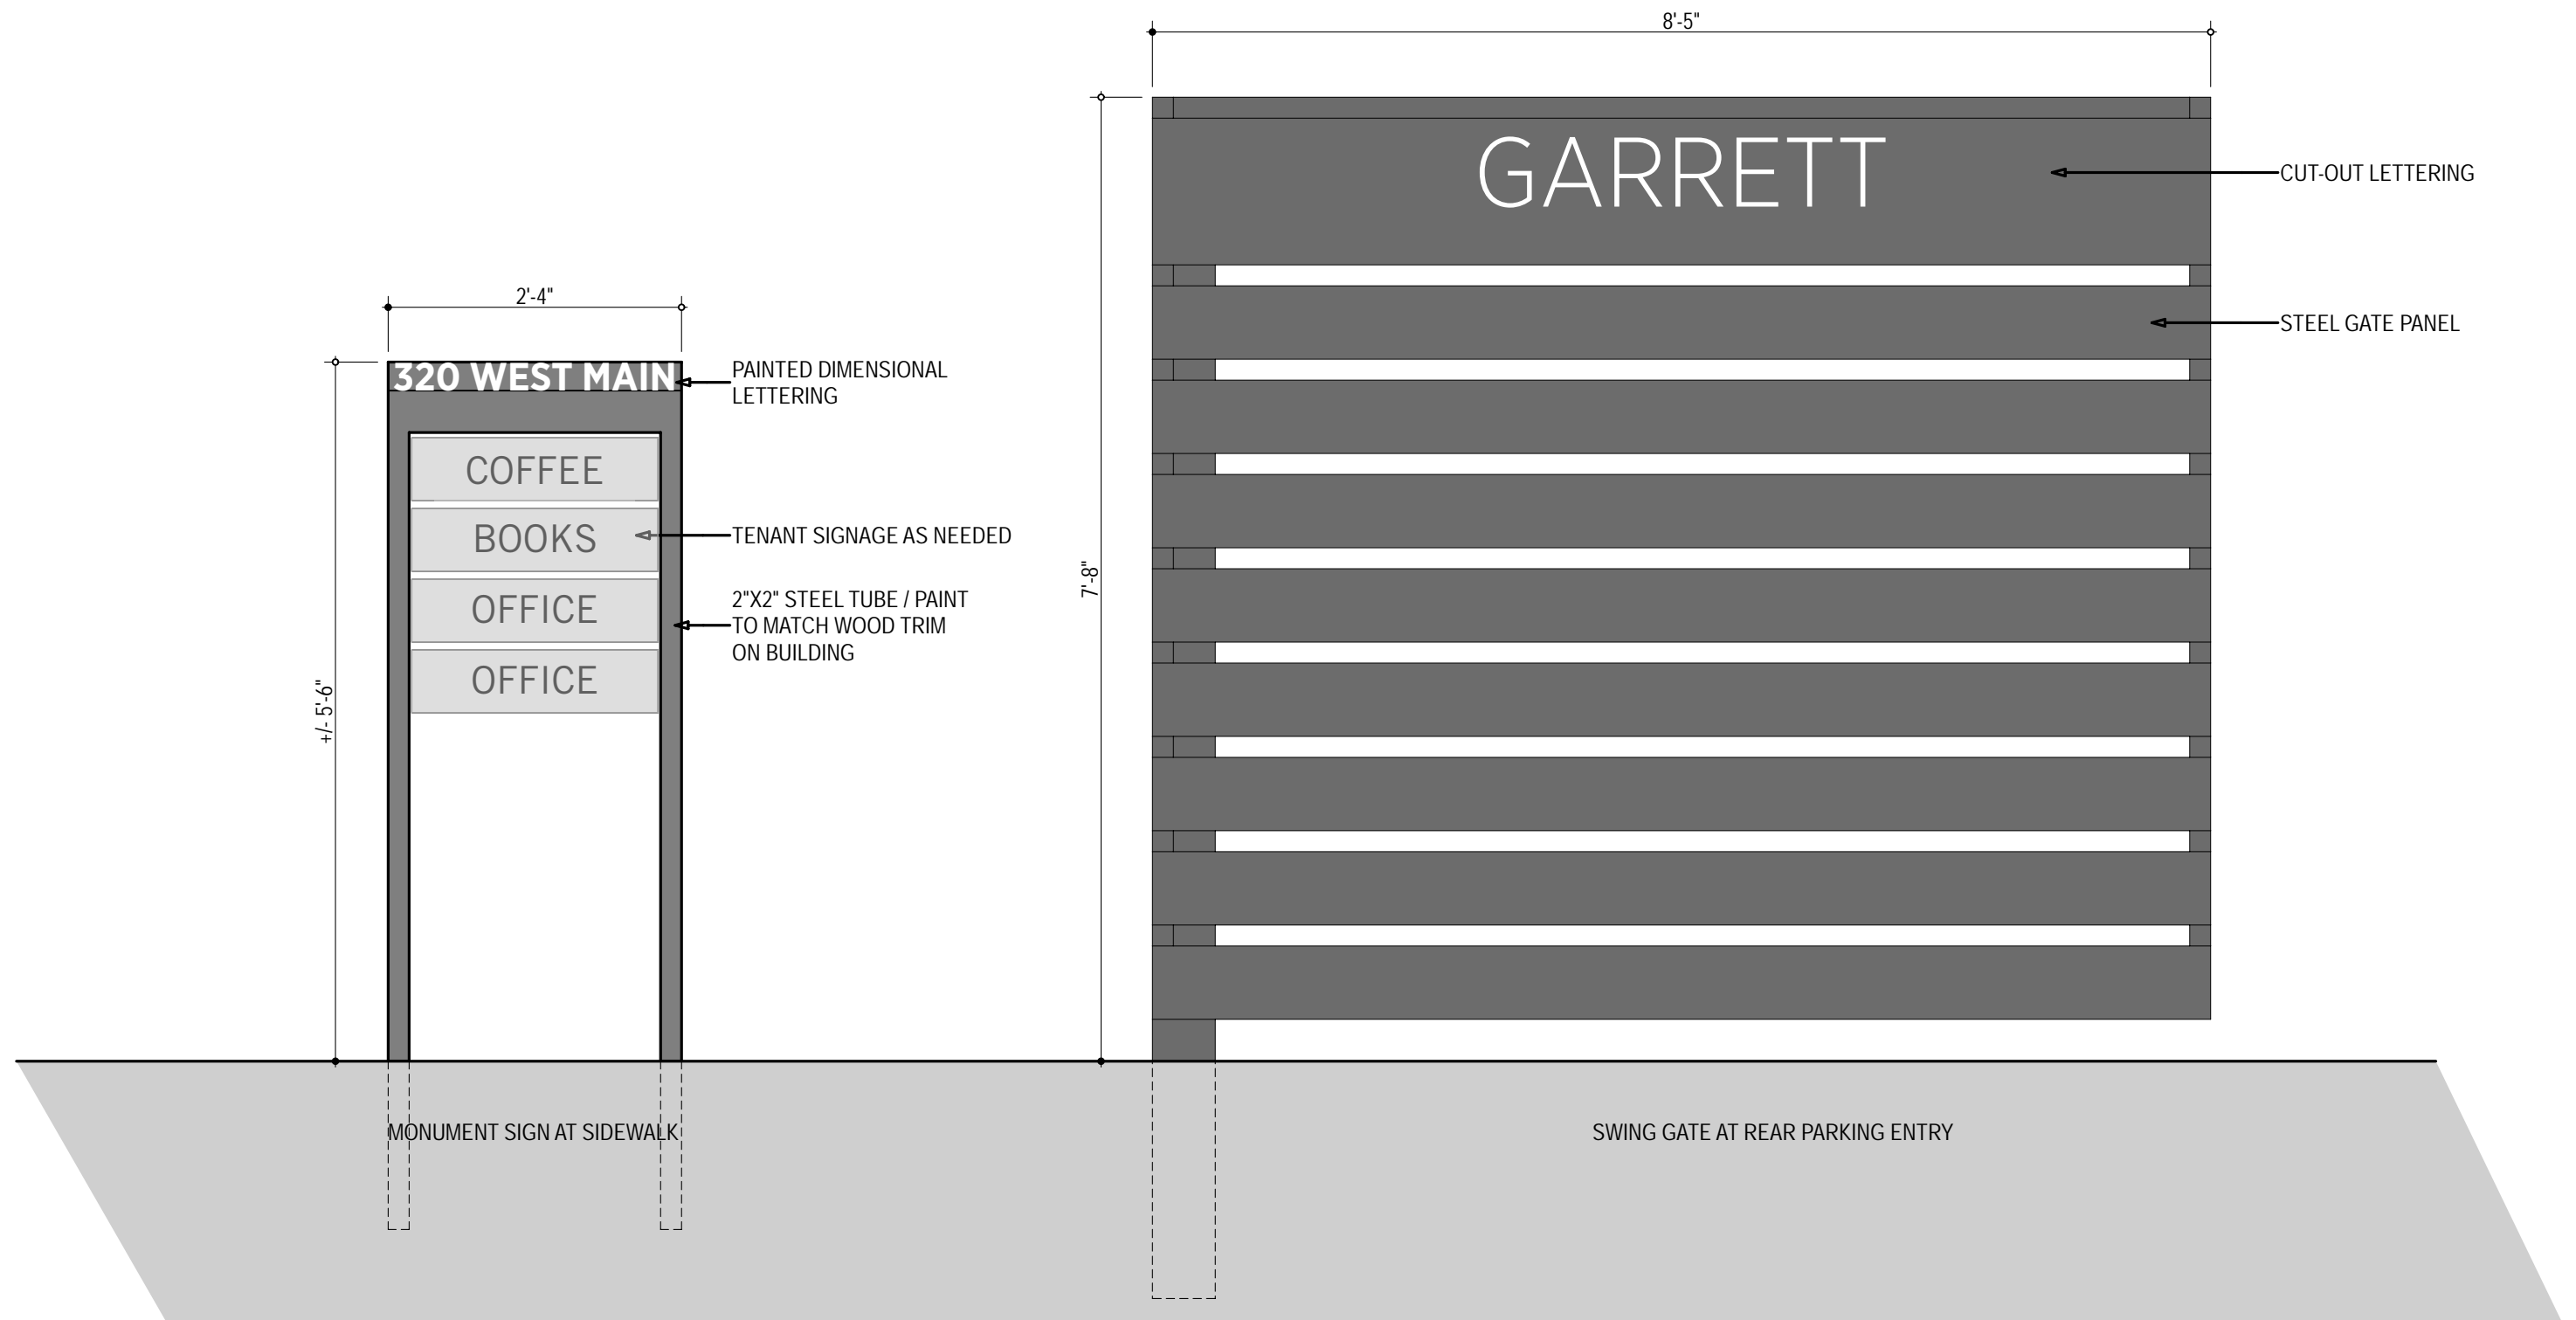 8'-5"
GARRETT
CUT-OUT LETTERING
STEEL GATE PANEL
2'-4"
320 WEST MAIN
PAINTED DIMENSIONAL
LETTERING
COFFEE
BOOKS
TENANT SIGNAGE AS NEEDED
OFFICE
2"X2" STEEL TUBE / PAINT
TO MATCH WOOD TRIM
ON BUILDING
OFFICE
+/- 5'-6"
7'-8"
MONUMENT SIGN AT SIDEWALK
SWING GATE AT REAR PARKING ENTRY